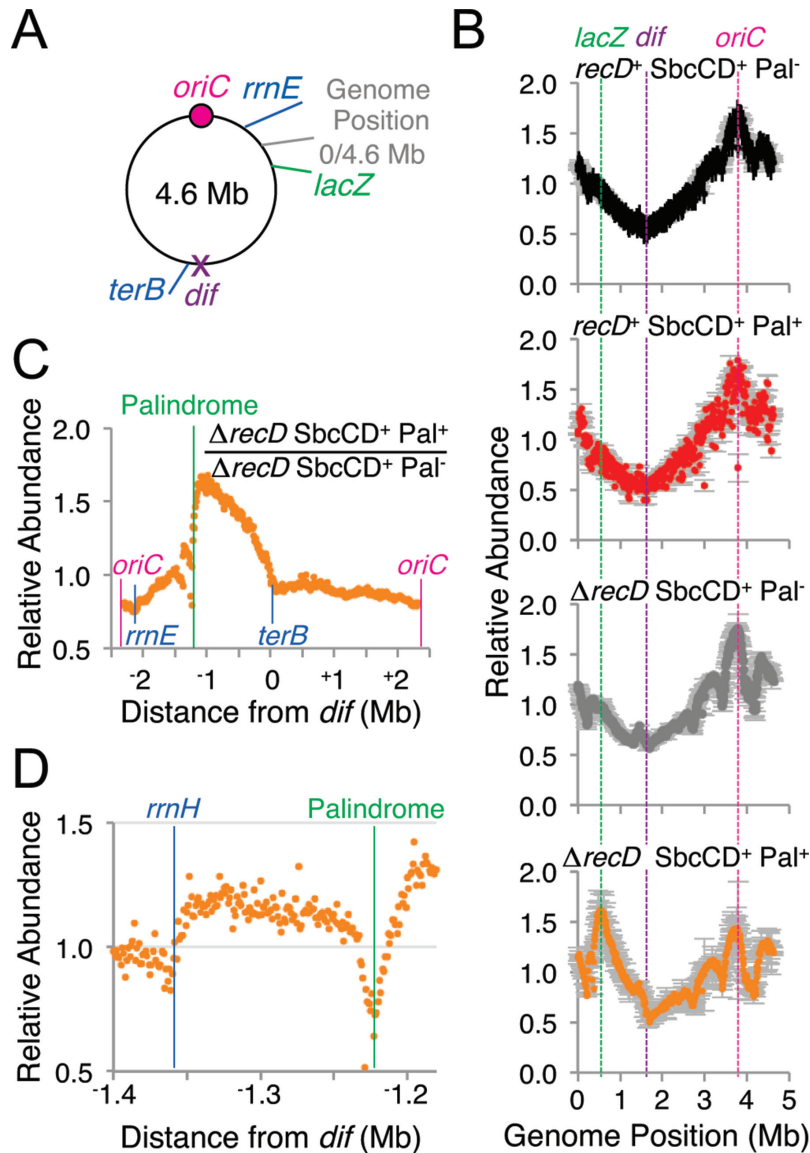 A
oriC
rrnE
Genome
Position
0/4.6 Mb
lacZ
4.6 Mb
terB
dif
B
lacZ dif oriC
recD+ SbcCD+ Pal-
2.0
1.5
1.0
0.5
0.0
recD+ SbcCD+ Pal+
2.0
1.5
1.0
0.5
0.0
ΔrecD SbcCD+ Pal-
2.0
1.5
1.0
0.5
0.0
ΔrecD SbcCD+ Pal+
2.0
1.5
1.0
0.5
0.0
0 1 2 3 4 5
Genome Position (Mb)
Relative Abundance
C
Palindrome
ΔrecD SbcCD+ Pal+
ΔrecD SbcCD+ Pal-
2.0
1.5
1.0
0.5
Relative Abundance
oriC
rrnE
terB
oriC
-2 -1 0 +1 +2
Distance from dif (Mb)
D
rrnH
Palindrome
1.5
1.0
0.5
Relative Abundance
-1.4 -1.3 -1.2
Distance from dif (Mb)